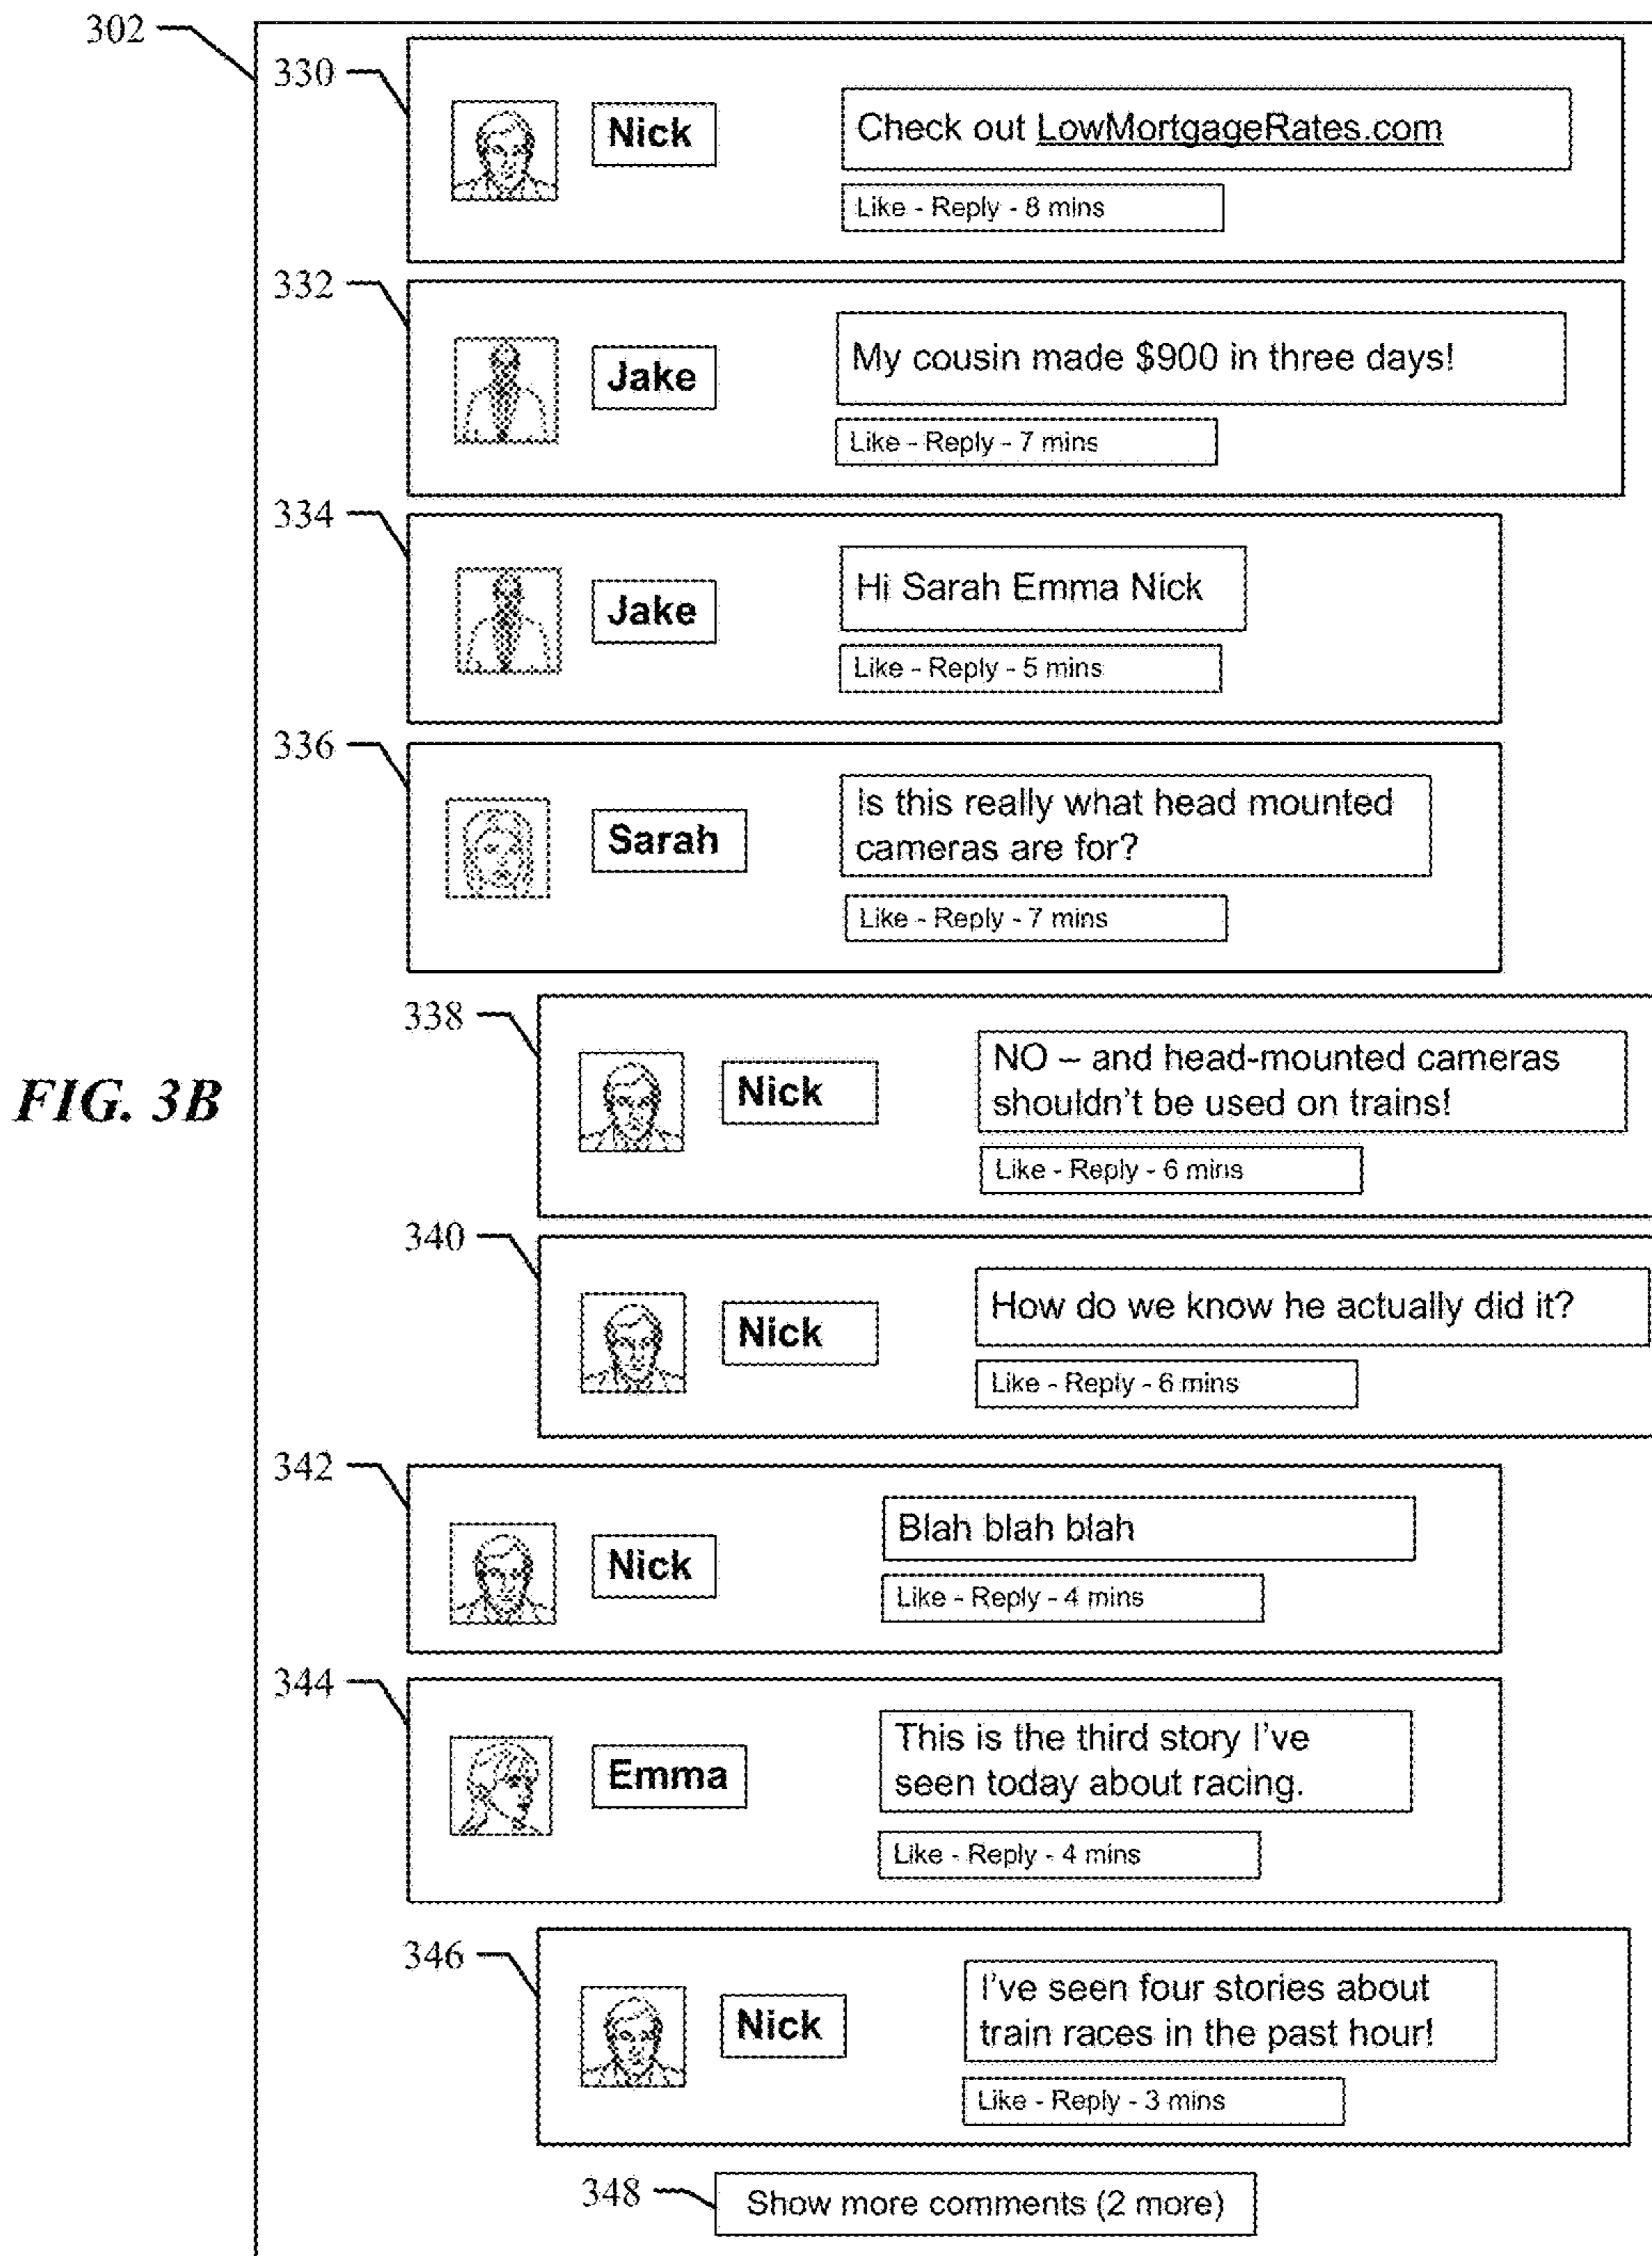 302
330
Nick
Check out LowMortgageRates.com
Like - Reply - 8 mins
332
Jake
My cousin made $900 in three days!
Like - Reply - 7 mins
334
Jake
Hi Sarah Emma Nick
Like - Reply - 5 mins
336
Sarah
Is this really what head mounted
cameras are for?
Like - Reply - 7 mins
FIG. 3B
338
Nick
NO – and head-mounted cameras
shouldn't be used on trains!
Like - Reply - 6 mins
340
Nick
How do we know he actually did it?
Like - Reply - 6 mins
342
Nick
Blah blah blah
Like - Reply - 4 mins
344
Emma
This is the third story I've
seen today about racing.
Like - Reply - 4 mins
346
Nick
I've seen four stories about
train races in the past hour!
Like - Reply - 3 mins
348
Show more comments (2 more)